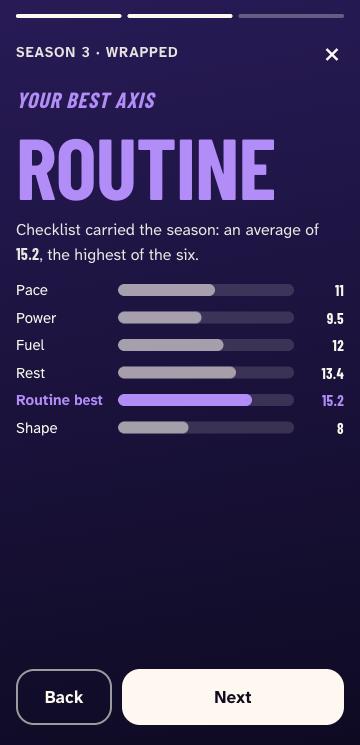 SEASON 3 · WRAPPED
×
YOUR BEST AXIS
ROUTINE
Checklist carried the season: an average of
15.2, the highest of the six.
Pace 11
Power 9.5
Fuel 12
Rest 13.4
Routine best 15.2
Shape 8
Back Next